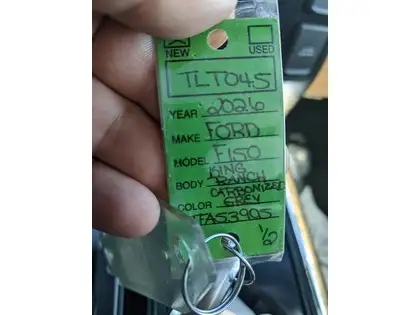 NEW USED
TLT045
YEAR 2026
MAKE FORD
MODEL F150
BODY KING RANCH
COLOR CARBONIZED GREY
FA53905
1/2